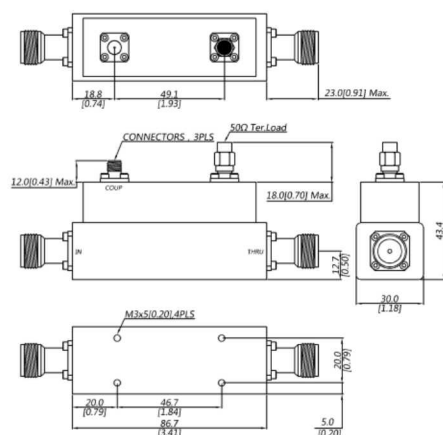 18.8
[0.74]
49.1
[1.93]
23.0[0.91] Max.
50Ω Ter.Load
CONNECTORS , 3PLS
12.0[0.43] Max.
COUP
18.0[0.70] Max.
IN
THRU
12.7
[0.50]
43.4
30.0
[1.18]
M3x5[0.20],4PLS
20.0
[0.79]
20.0
[0.79]
46.7
[1.84]
86.7
[3.41]
5.0
[0.20]